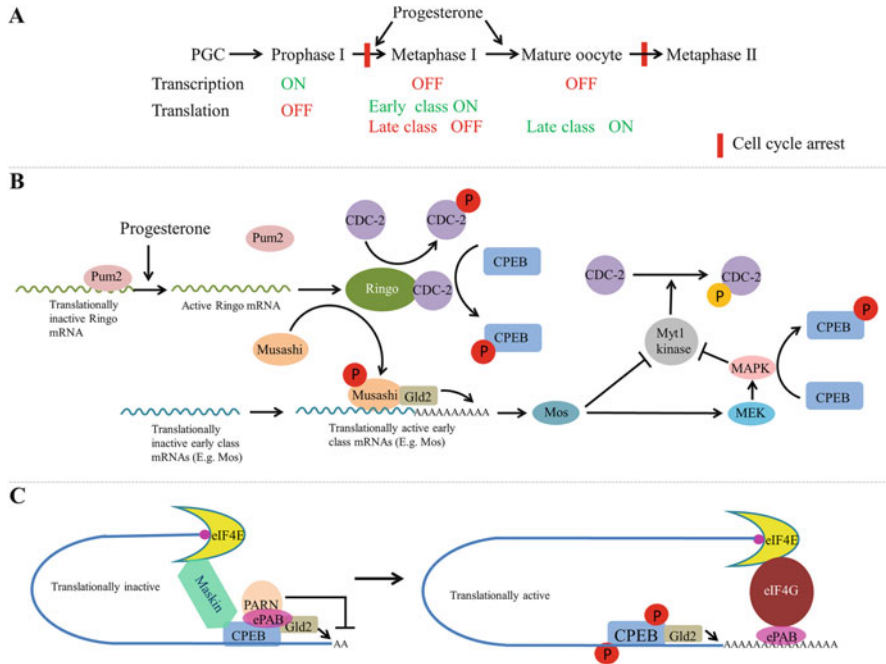 A
Progesterone
PGC Prophase I Metaphase I Mature oocyte Metaphase II
Transcription ON OFF OFF
Translation OFF Early class ON
Late class OFF Late class ON
Cell cycle arrest
B
Progesterone
Pum2
Translationally
inactive Ringo
mRNA
Pum2
Active Ringo mRNA
CDC-2
CDC-2
P
Ringo
CDC-2
CPEB
CPEB
P
Musashi
P
Musashi
Gld2
AAAAAAAAAA
Translationally
inactive early class
mRNAs (E.g. Mos)
Translationally active early
class mRNAs (E.g. Mos)
Mos
CDC-2
CDC-2
P
Myt1
kinase
MAPK
MEK
CPEB
P
CPEB
C
eIF4E
Translationally inactive
Maskin
PARN
ePAB
CPEB
Gld2
AA
eIF4E
Translationally active
eIF4G
P
CPEB
P
Gld2
ePAB
AAAAAAAAAAAAAA